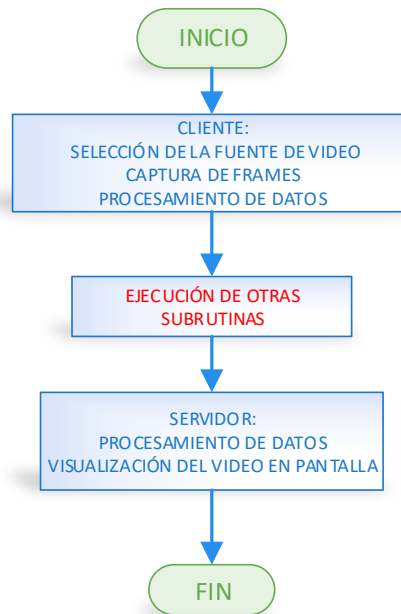 INICIO
CLIENTE:
SELECCIÓN DE LA FUENTE DE VIDEO
CAPTURA DE FRAMES
PROCESAMIENTO DE DATOS
EJECUCIÓN DE OTRAS
SUBRUTINAS
SERVIDOR:
PROCESAMIENTO DE DATOS
VISUALIZACIÓN DEL VIDEO EN PANTALLA
FIN